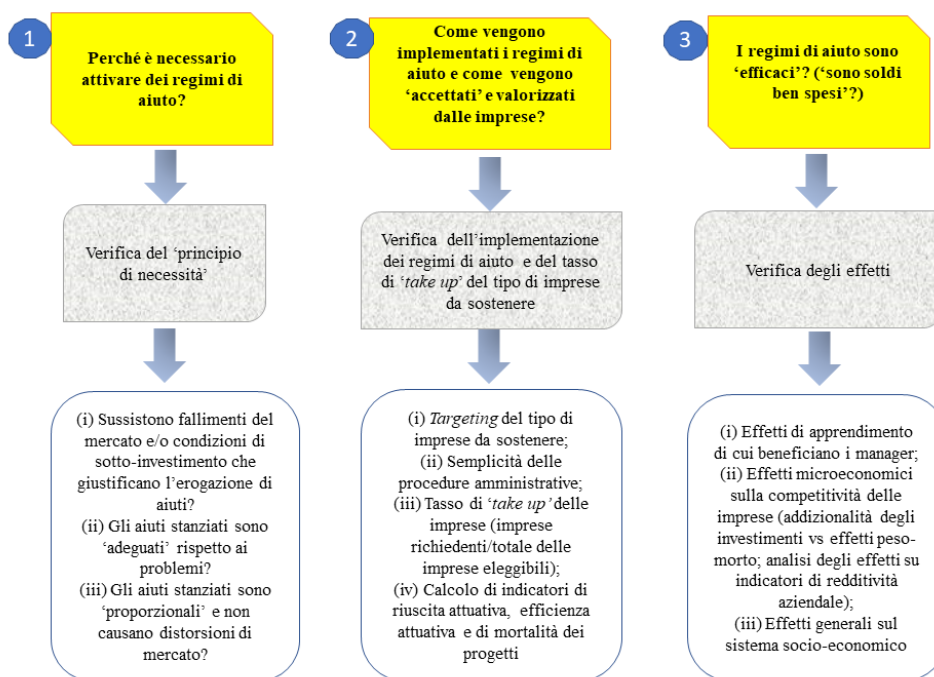 1
Perché è necessario
attivare dei regimi di
aiuto?
Verifica del ‘principio
di necessità’
(i) Sussistono fallimenti del
mercato e/o condizioni di
sotto-investimento che
giustificano l’erogazione di
aiuti?
(ii) Gli aiuti stanziati sono
‘adeguati’ rispetto ai
problemi?
(iii) Gli aiuti stanziati sono
‘proporzionali’ e non
causano distorsioni di
mercato?
2
Come vengono
implementati i regimi di
aiuto e come vengono
‘accettati’ e valorizzati
dalle imprese?
Verifica dell’implementazione
dei regimi di aiuto e del tasso
di ‘take up’ del tipo di imprese
da sostenere
(i) Targeting del tipo di
imprese da sostenere;
(ii) Semplicità delle
procedure amministrative;
(iii) Tasso di ‘take up’ delle
imprese (imprese
richiedenti/totale delle
imprese eleggibili);
(iv) Calcolo di indicatori di
riuscita attuativa, efficienza
attuativa e di mortalità dei
progetti
3
I regimi di aiuto sono
‘efficaci’? (‘sono soldi
ben spesi’?)
Verifica degli effetti
(i) Effetti di apprendimento
di cui beneficiano i manager;
(ii) Effetti microeconomici
sulla competitività delle
imprese (addizionalità degli
investimenti vs effetti peso-
morto; analisi degli effetti su
indicatori di redditività
aziendale);
(iii) Effetti generali sul
sistema socio-economico